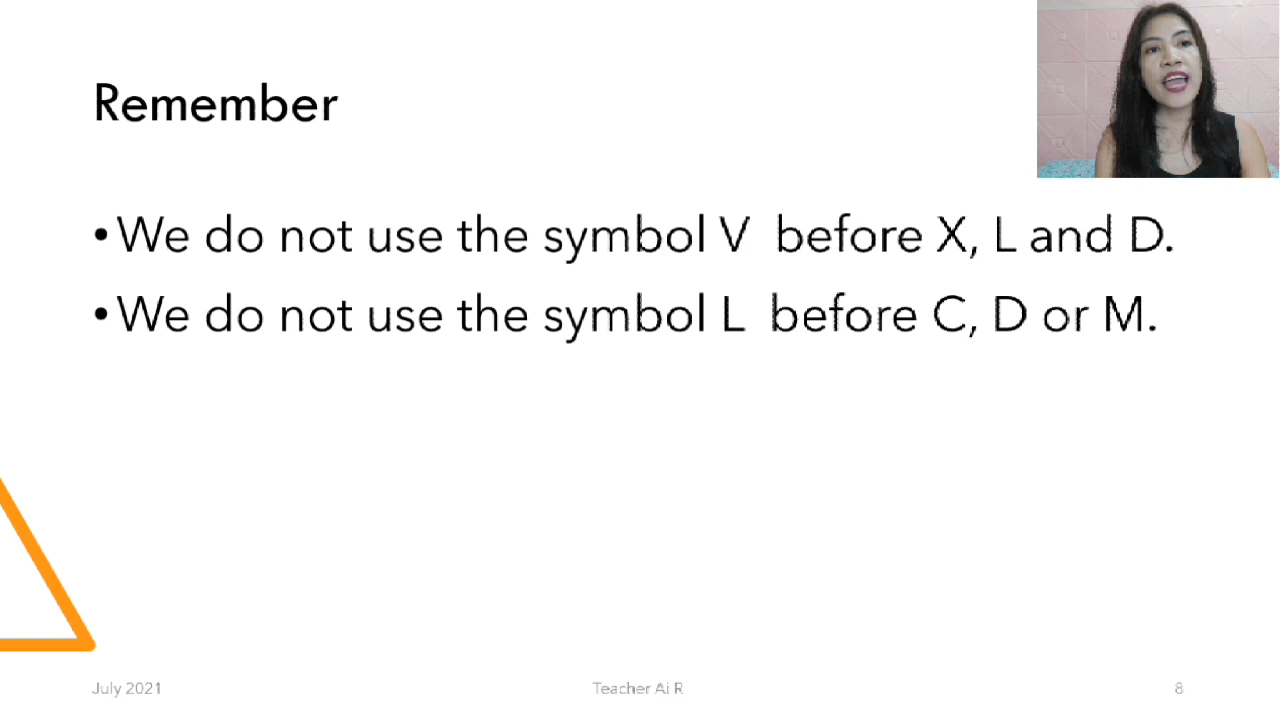 Remember
•We do not use the symbol V before X, L and D.
•We do not use the symbol L before C, D or M.
July 2021
Teacher Ai R
8